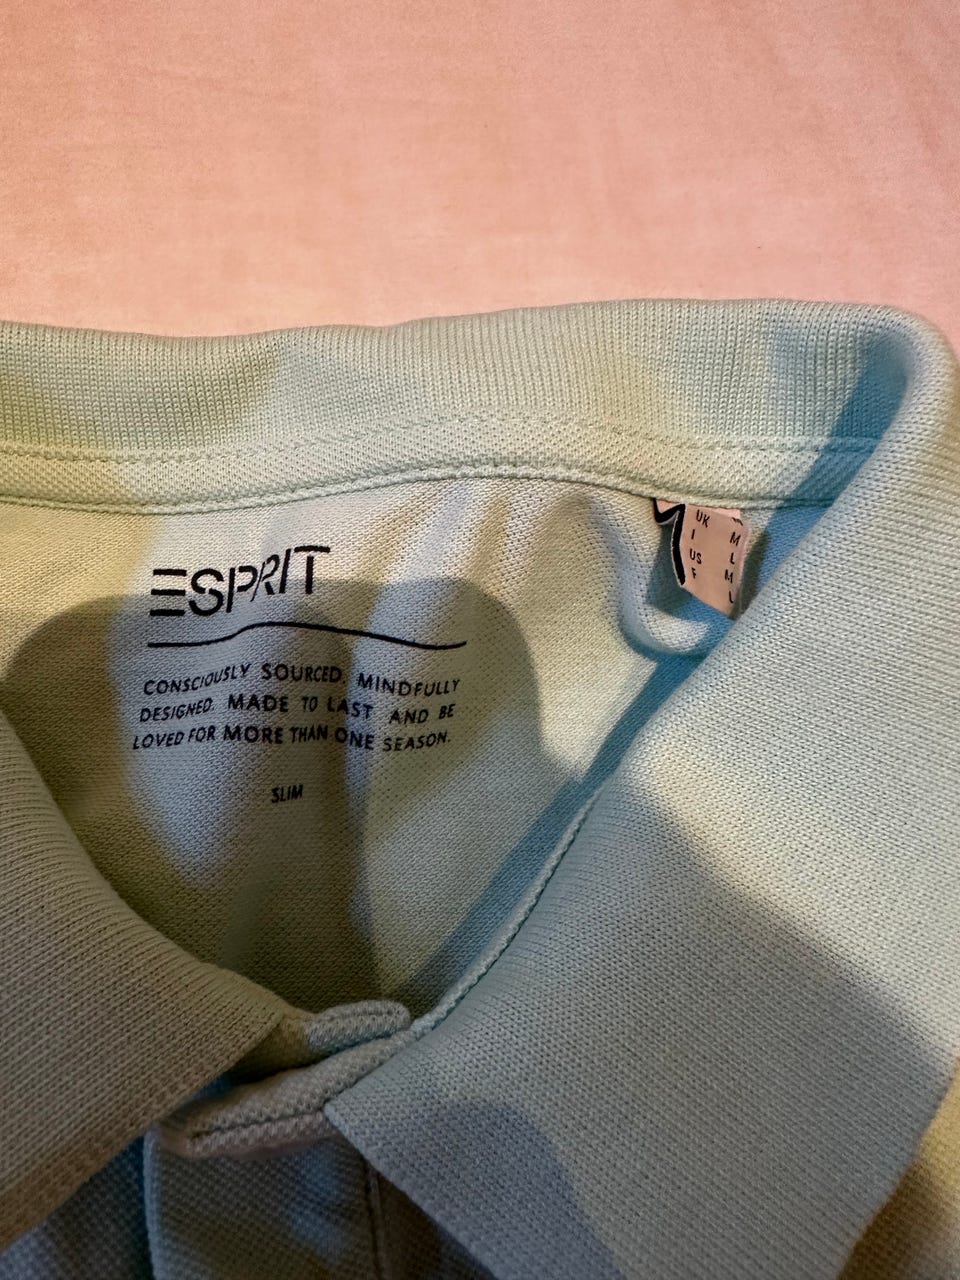 ESPRIT
CONSCIOUSLY SOURCED. MINDFULLY
DESIGNED. MADE TO LAST AND BE
LOVED FOR MORE THAN ONE SEASON.
SLIM
UK M
I L
US M
F L